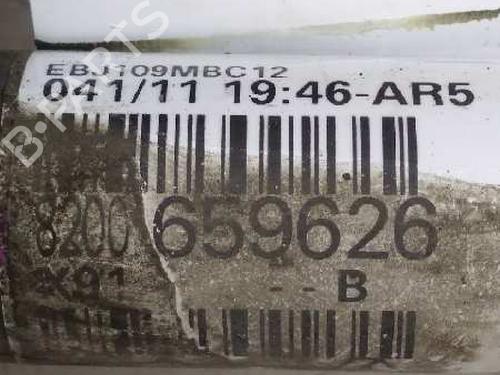 EBJ109MBC12
041/11 19:46-AR5
8200 659626
X91 - - B
B·PARTS